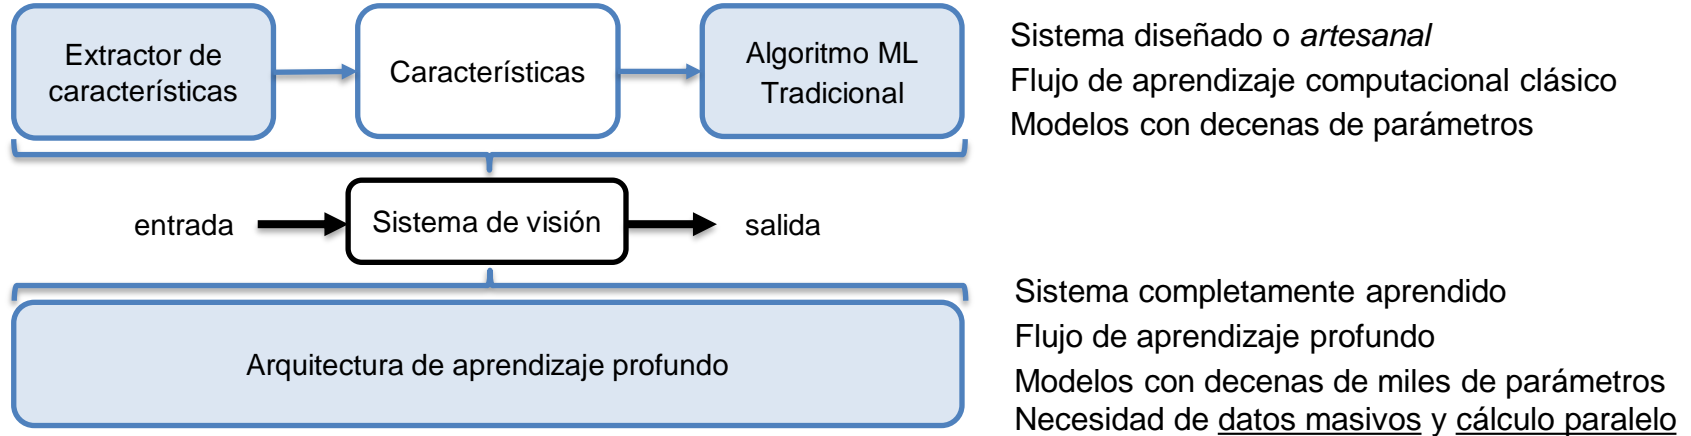 Extractor de
características
Características
Algoritmo ML
Tradicional
Sistema diseñado o artesanal
Flujo de aprendizaje computacional clásico
Modelos con decenas de parámetros
entrada
Sistema de visión
salida
Arquitectura de aprendizaje profundo
Sistema completamente aprendido
Flujo de aprendizaje profundo
Modelos con decenas de miles de parámetros
Necesidad de datos masivos y cálculo paralelo